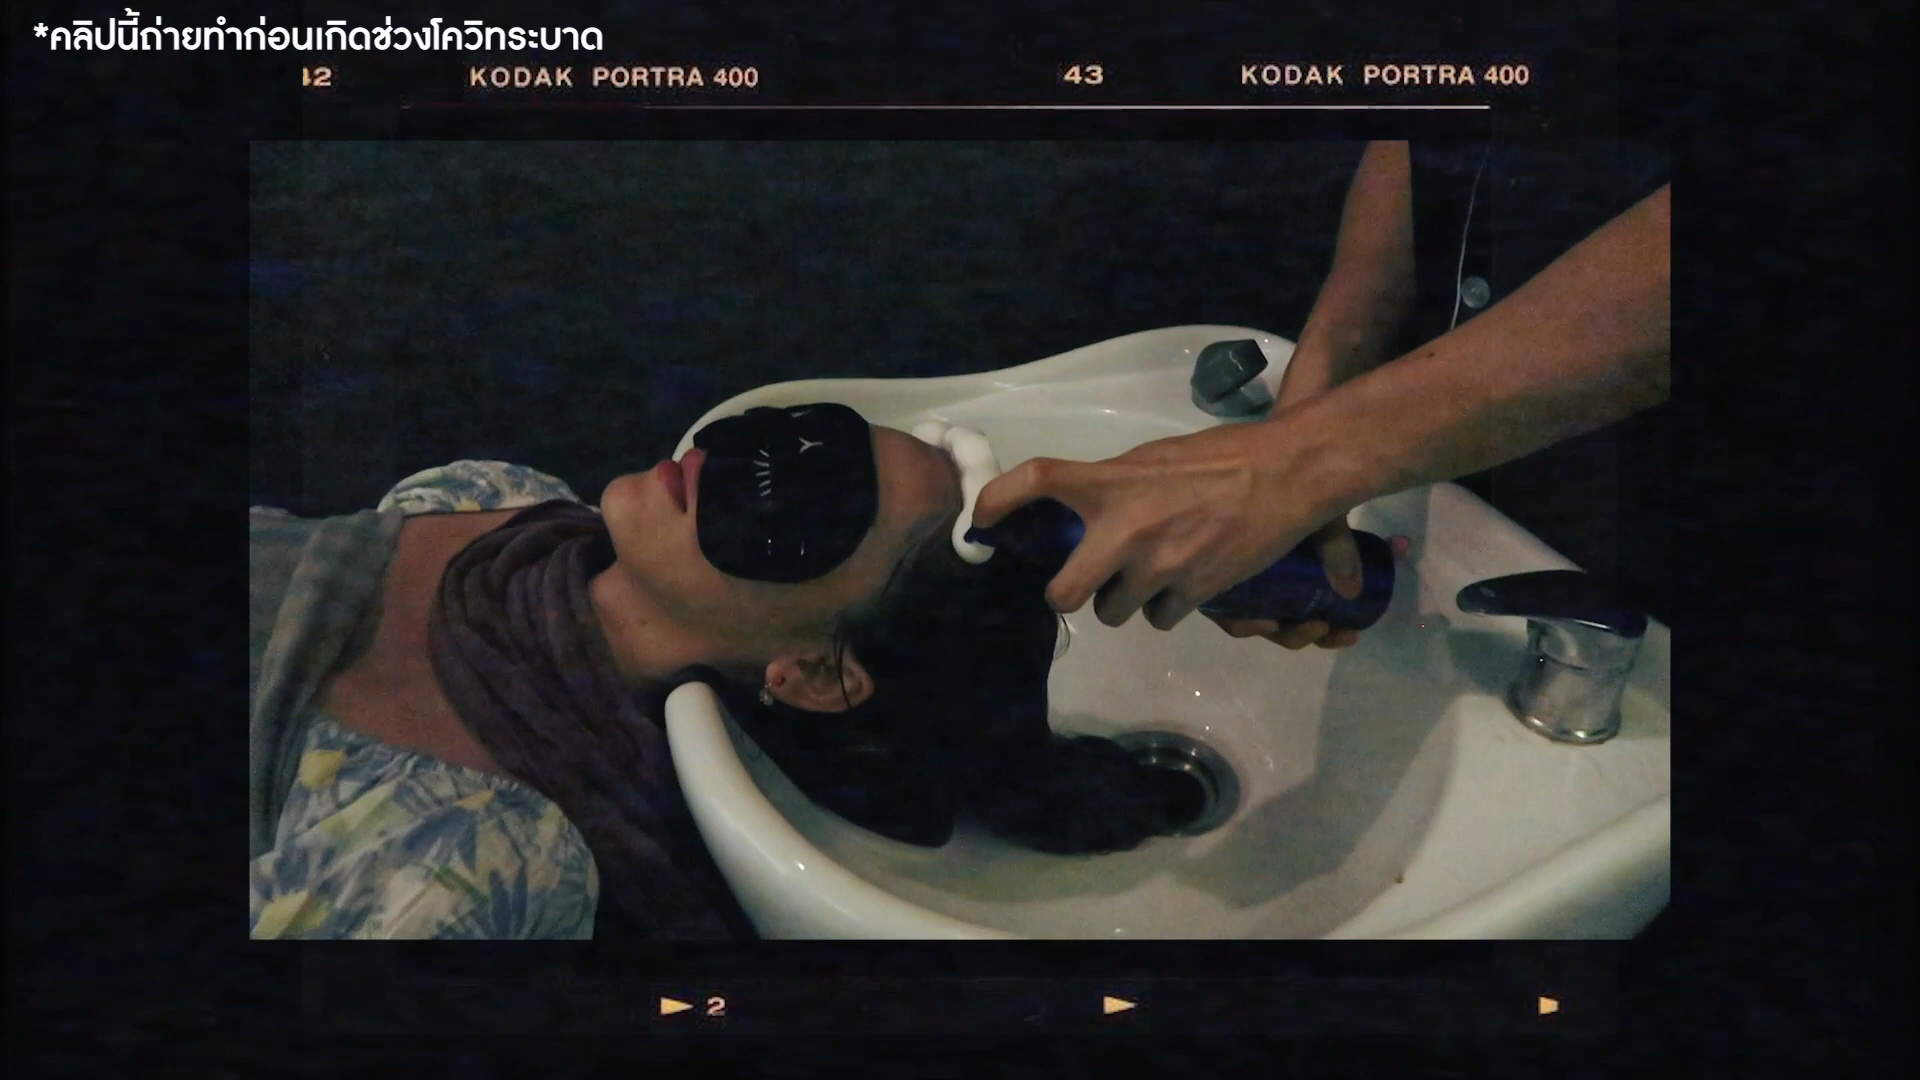 *คลิปนี้ถ่ายทำก่อนเกิดช่วงโควิทระบาด
42 KODAK PORTRA 400 43 KODAK PORTRA 400
2